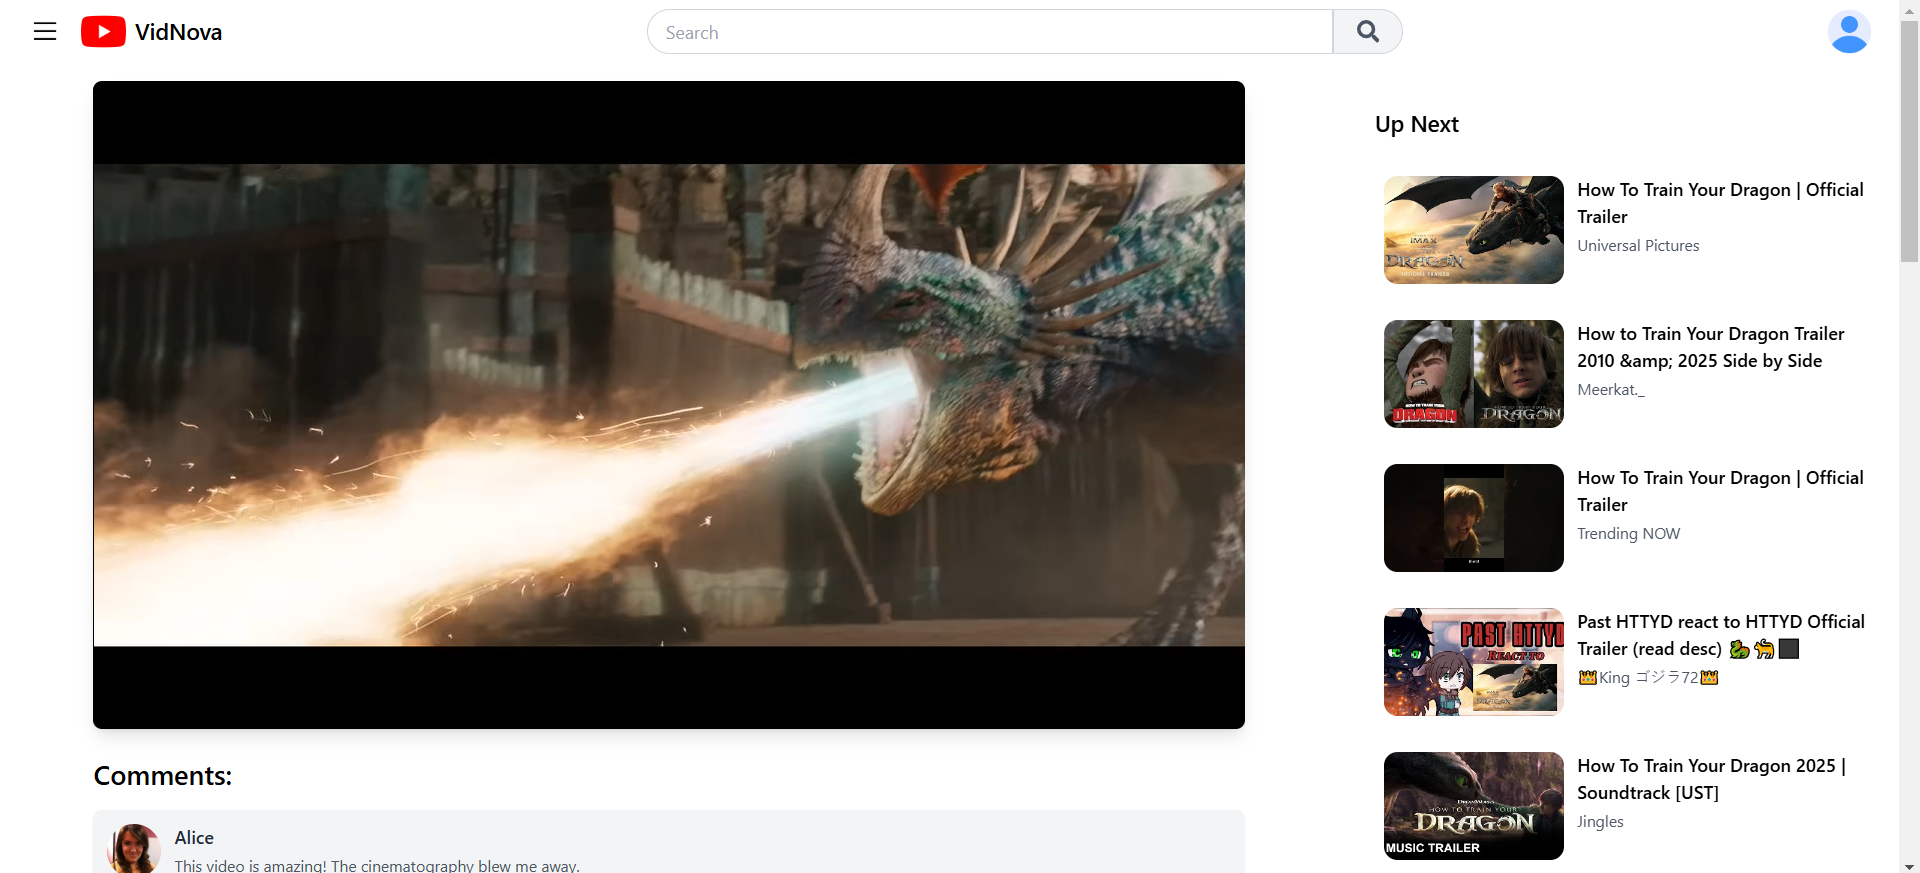 VidNova
Search
Up Next
How To Train Your Dragon | Official
Trailer
Universal Pictures
IMAX
DRAGON
OFFICIAL TRAILER
How to Train Your Dragon Trailer
2010 &amp; 2025 Side by Side
Meerkat._
DRAGON
DRAGON
How To Train Your Dragon | Official
Trailer
Trending NOW
Past HTTYD react to HTTYD Official
Trailer (read desc) 🐉🐈⬛
👑King ゴジラ72👑
PAST HTTYD
REACT TO
How To Train Your Dragon 2025 |
Soundtrack [UST]
Jingles
DREAMWORKS
HOW TO TRAIN YOUR
DRAGON
MUSIC TRAILER
Comments:
Alice
This video is amazing! The cinematography blew me away.